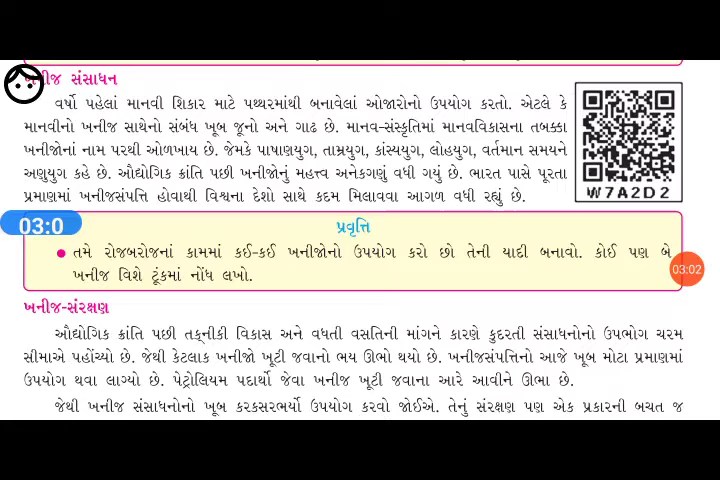 ખનીજ સંસાધન
વર્ષો પહેલાં માનવી શિકાર માટે પથ્થરમાંથી બનાવેલાં ઓજારોનો ઉપયોગ કરતો. એટલે કે
માનવીનો ખનીજ સાથેનો સંબંધ ખૂબ જૂનો અને ગાઢ છે. માનવ-સંસ્કૃતિમાં માનવવિકાસના તબક્કા
ખનીજોનાં નામ પરથી ઓળખાય છે. જેમકે પાષાણયુગ, તામ્રયુગ, કાંસ્યયુગ, લોહયુગ, વર્તમાન સમયને
અણુયુગ કહે છે. ઔદ્યોગિક ક્રાંતિ પછી ખનીજોનું મહત્ત્વ અનેકગણું વધી ગયું છે. ભારત પાસે પૂરતા
પ્રમાણમાં ખનીજસંપત્તિ હોવાથી વિશ્વના દેશો સાથે કદમ મિલાવવા આગળ વધી રહ્યું છે.
W7A2D2
03:0
પ્રવૃત્તિ
● તમે રોજબરોજનાં કામમાં કઈ-કઈ ખનીજોનો ઉપયોગ કરો છો તેની યાદી બનાવો. કોઈ પણ બે
ખનીજ વિશે ટૂંકમાં નોંધ લખો.
03:02
ખનીજ-સંરક્ષણ
ઔદ્યોગિક ક્રાંતિ પછી તક્નીકી વિકાસ અને વધતી વસતિની માંગને કારણે કુદરતી સંસાધનોનો ઉપભોગ ચરમ
સીમાએ પહોંચ્યો છે. જેથી કેટલાક ખનીજો ખૂટી જવાનો ભય ઊભો થયો છે. ખનીજસંપત્તિનો આજે ખૂબ મોટા પ્રમાણમાં
ઉપયોગ થવા લાગ્યો છે. પેટ્રોલિયમ પદાર્થો જેવા ખનીજ ખૂટી જવાના આરે આવીને ઊભા છે.
જેથી ખનીજ સંસાધનોનો ખૂબ કરકસરભર્યો ઉપયોગ કરવો જોઈએ. તેનું સંરક્ષણ પણ એક પ્રકારની બચત જ